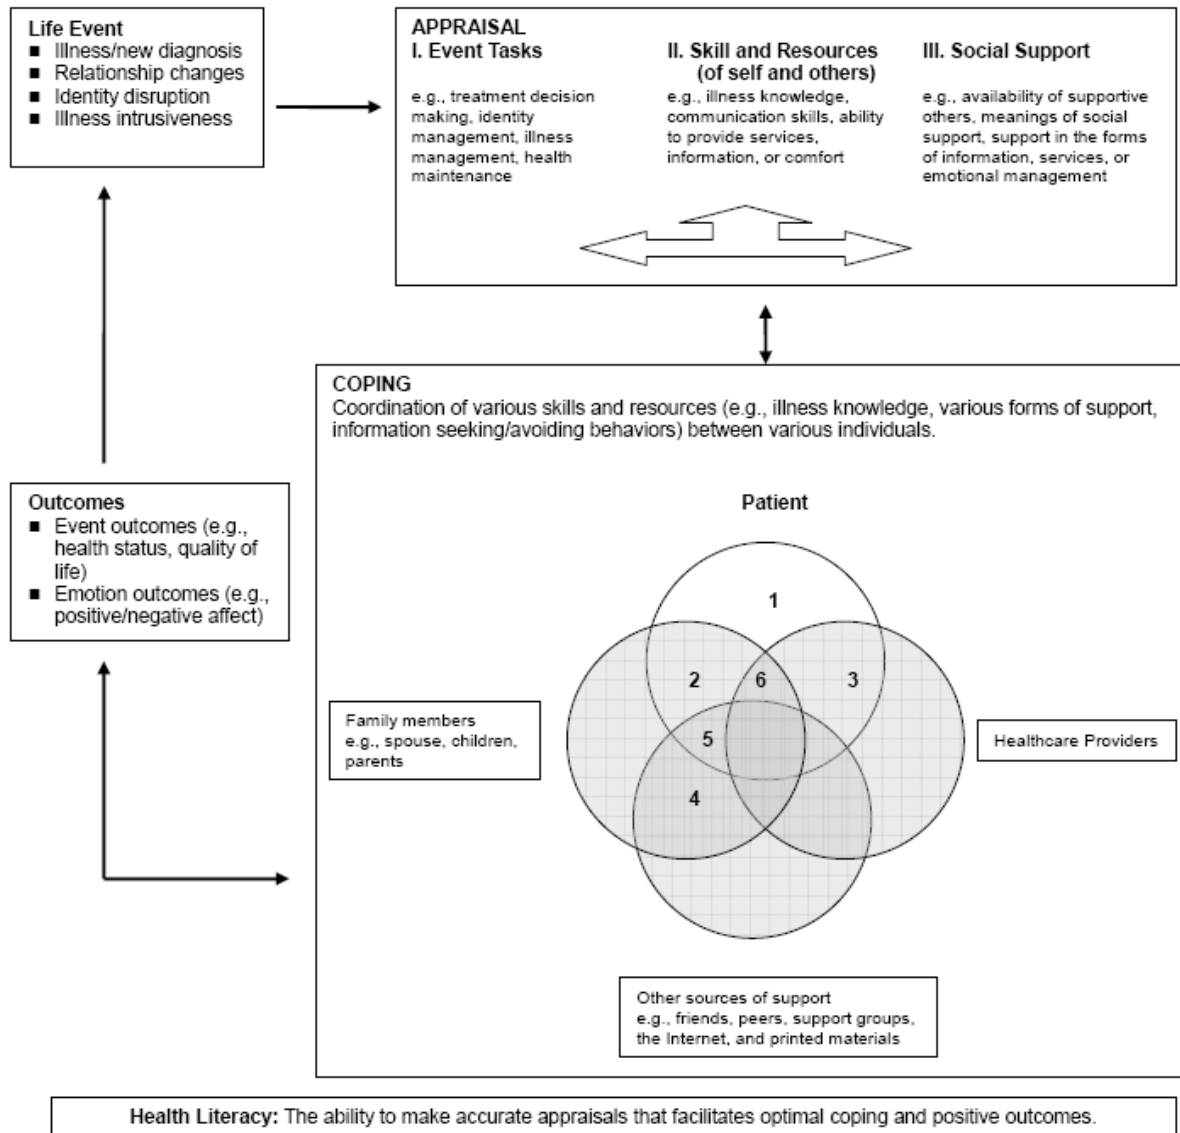 Life Event
■ Illness/new diagnosis
■ Relationship changes
■ Identity disruption
■ Illness intrusiveness
APPRAISAL
I. Event Tasks
e.g., treatment decision
making, identity
management, illness
management, health
maintenance
II. Skill and Resources
(of self and others)
e.g., illness knowledge,
communication skills, ability
to provide services,
information, or comfort
III. Social Support
e.g., availability of supportive
others, meanings of social
support, support in the forms
of information, services, or
emotional management
COPING
Coordination of various skills and resources (e.g., illness knowledge, various forms of support,
information seeking/avoiding behaviors) between various individuals.
Outcomes
■ Event outcomes (e.g.,
health status, quality of
life)
■ Emotion outcomes (e.g.,
positive/negative affect)
Patient
1
2
6
3
5
4
Family members
e.g., spouse, children,
parents
Healthcare Providers
Other sources of support
e.g., friends, peers, support groups,
the Internet, and printed materials
Health Literacy: The ability to make accurate appraisals that facilitates optimal coping and positive outcomes.